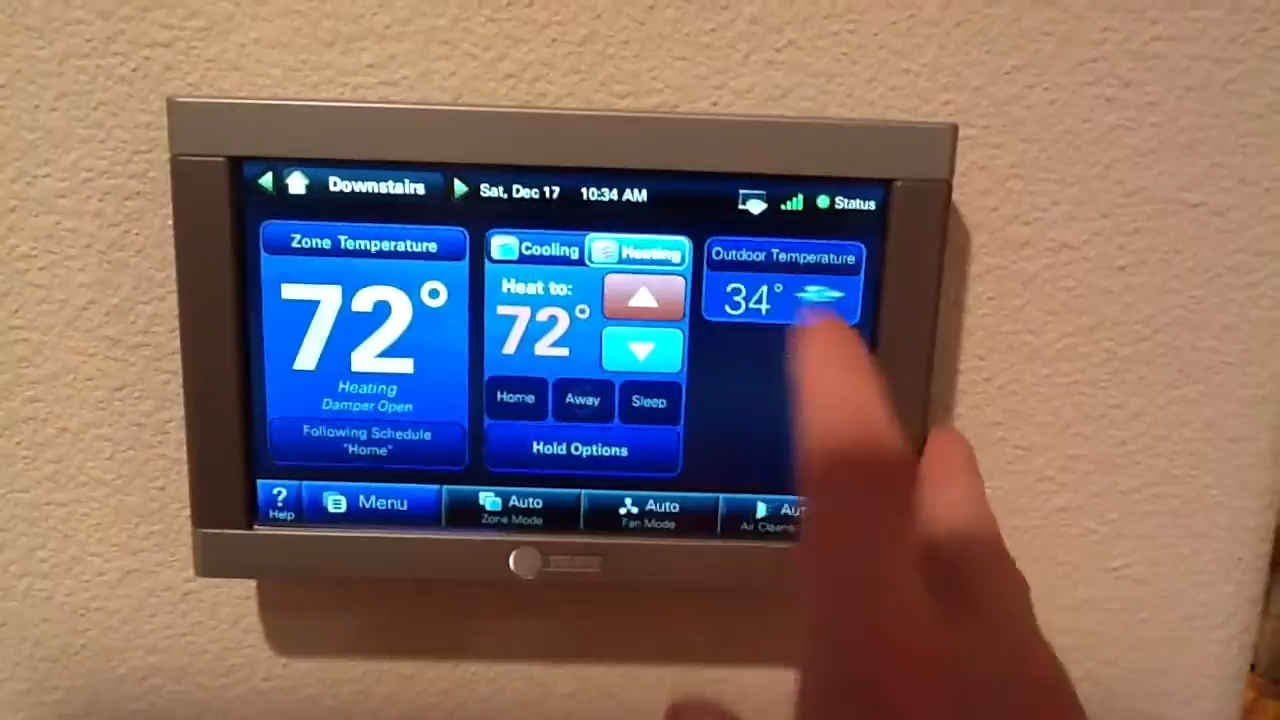 Downstairs
Sat, Dec 17 10:34 AM
Status
Zone Temperature
72°
Heating
Damper Open
Following Schedule
"Home"
Cooling
Heating
Heat to:
72°
Home
Away
Sleep
Hold Options
Outdoor Temperature
34°
?
Help
Menu
Auto
Zone Mode
Auto
Fan Mode